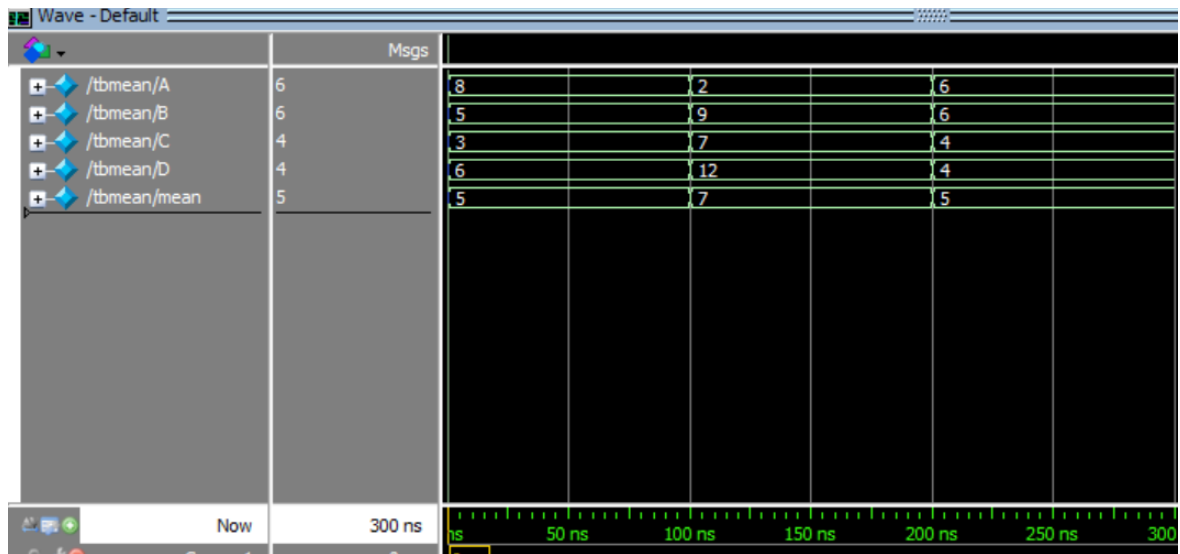 Wave - Default
Msgs
/tbmean/A 6 8 2 6
/tbmean/B 6 5 9 6
/tbmean/C 4 3 7 4
/tbmean/D 4 6 12 4
/tbmean/mean 5 5 7 5
Now 300 ns
ns 50 ns 100 ns 150 ns 200 ns 250 ns 300